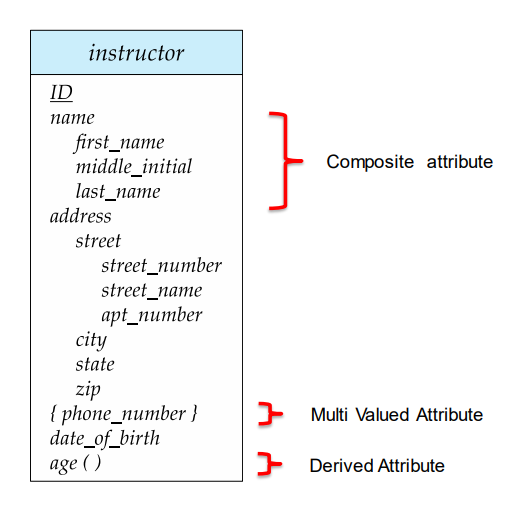 instructor
ID
name
first_name
middle_initial
last_name
Composite attribute
address
street
street_number
street_name
apt_number
city
state
zip
{ phone_number }
Multi Valued Attribute
date_of_birth
age ( )
Derived Attribute